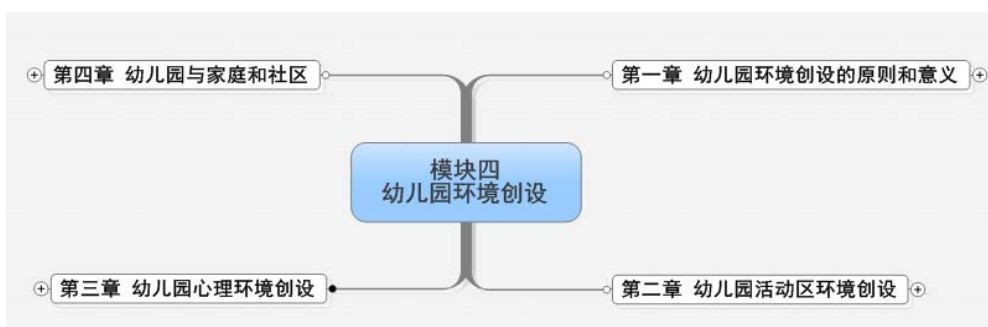 第四章 幼儿园与家庭和社区
第一章 幼儿园环境创设的原则和意义
模块四
幼儿园环境创设
第三章 幼儿园心理环境创设
第二章 幼儿园活动区环境创设